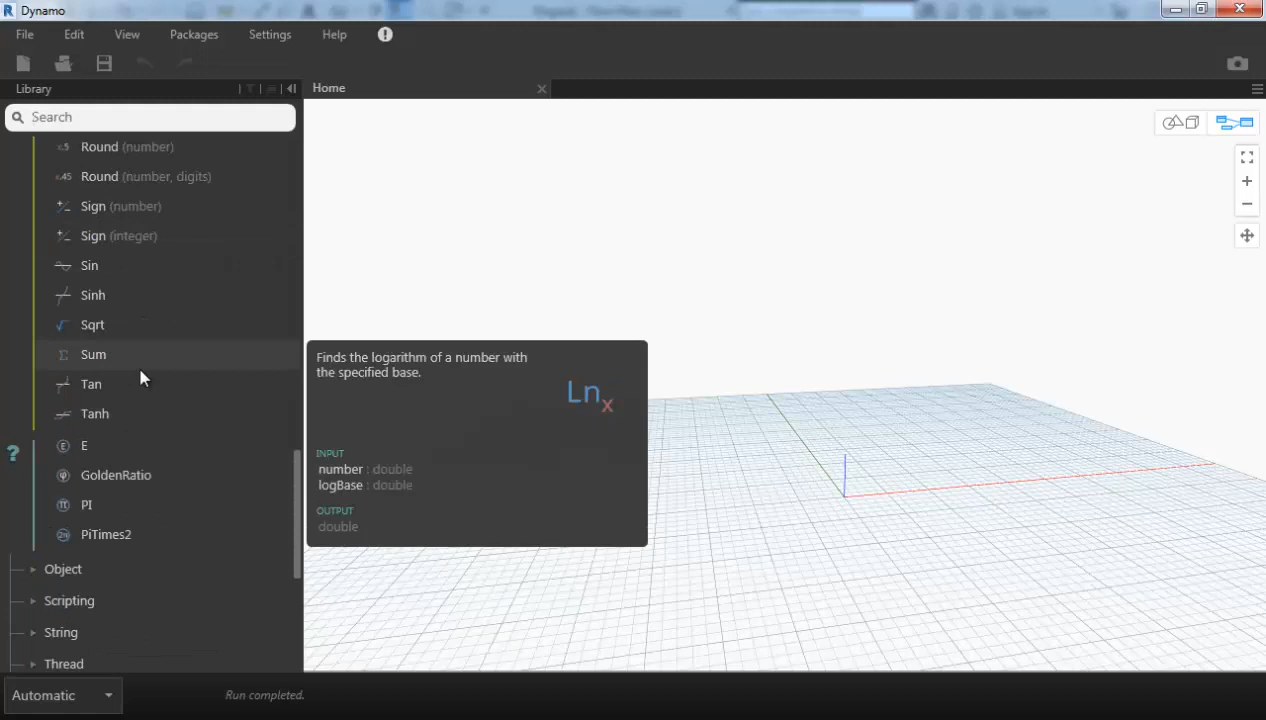 Dynamo
File Edit View Packages Settings Help
Library
Home
Search
Round (number)
Round (number, digits)
Sign (number)
Sign (integer)
Sin
Sinh
Sqrt
Sum
Tan
Tanh
E
GoldenRatio
PI
PiTimes2
Object
Scripting
String
Thread
Finds the logarithm of a number with
the specified base.
Ln x
INPUT
number : double
logBase : double
OUTPUT
double
Automatic
Run completed.